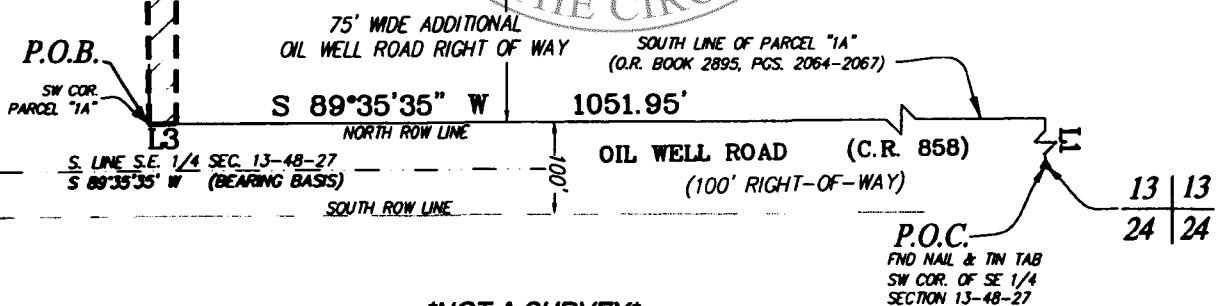 THE CIRC
75' WIDE ADDITIONAL
OIL WELL ROAD RIGHT OF WAY
P.O.B.
SW COR.
PARCEL "1A"
SOUTH LINE OF PARCEL "1A"
(O.R. BOOK 2895, PGS. 2064-2067)
S 89°35'35" W 1051.95'
L3
NORTH ROW LINE
L1
S. LINE S.E. 1/4 SEC. 13-48-27
S 89°35'35" W (BEARING BASIS)
100'
OIL WELL ROAD (C.R. 858)
(100' RIGHT-OF-WAY)
SOUTH ROW LINE
13 13
24 24
P.O.C.
FND NAIL & TIN TAB
SW COR. OF SE 1/4
SECTION 13-48-27
*NOT A SURVEY*